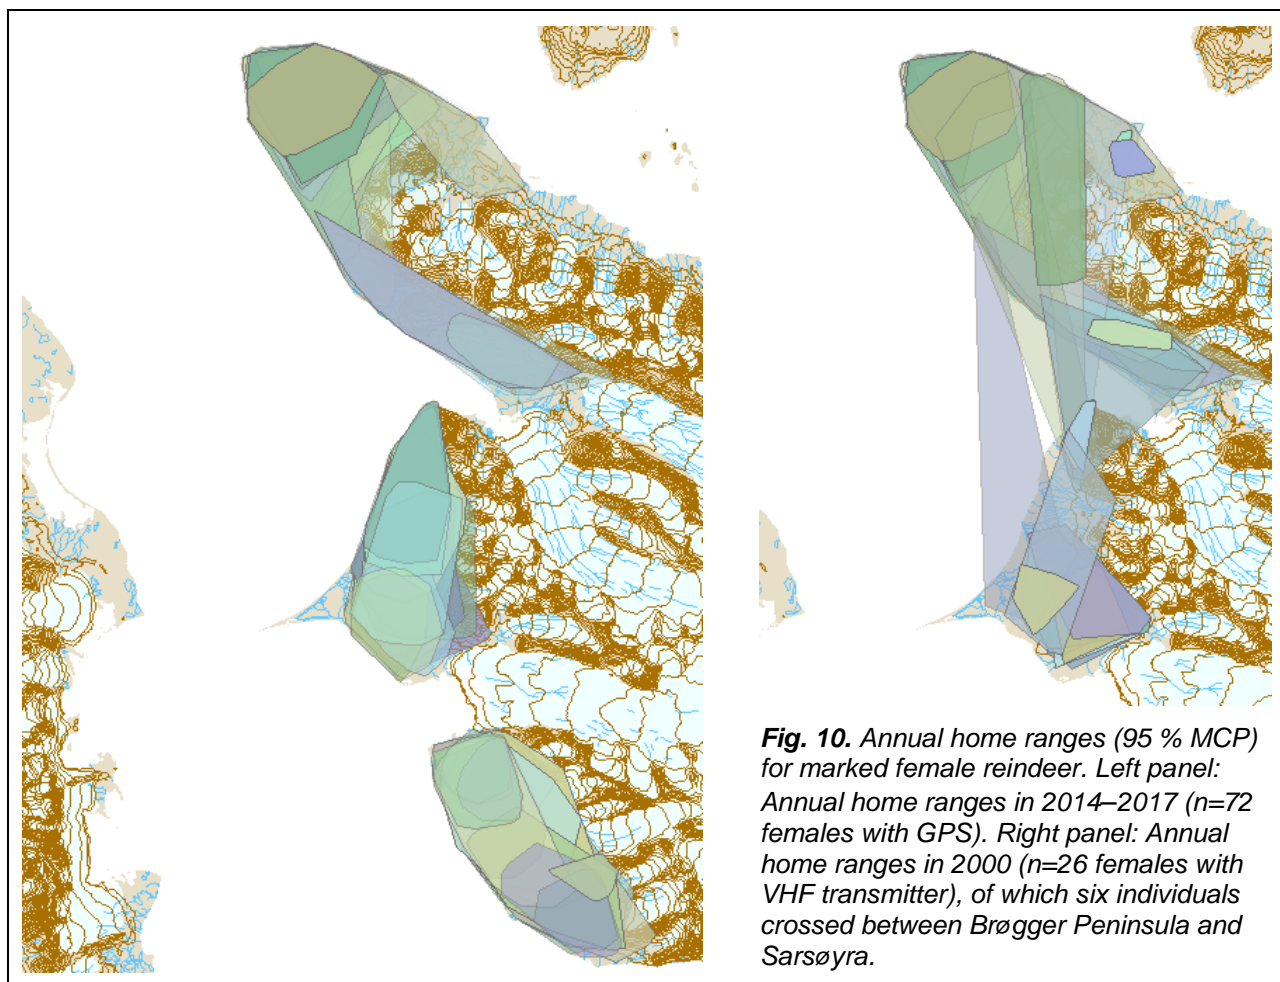 Fig. 10. Annual home ranges (95 % MCP)
for marked female reindeer. Left panel:
Annual home ranges in 2014–2017 (n=72
females with GPS). Right panel: Annual
home ranges in 2000 (n=26 females with
VHF transmitter), of which six individuals
crossed between Brøgger Peninsula and
Sarsøyra.